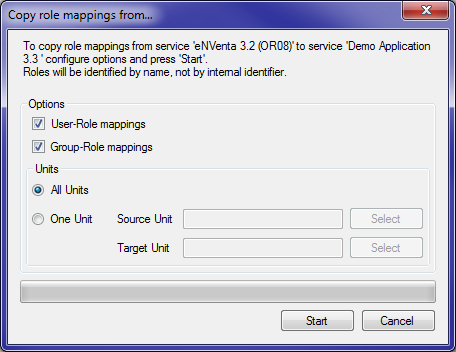 Copy role mappings from...
To copy role mappings from service 'eNVenta 3.2 (OR08)' to service 'Demo Application
3.3 ' configure options and press 'Start'.
Roles will be identified by name, not by internal identifier.
Options
User-Role mappings
Group-Role mappings
Units
All Units
One Unit Source Unit Select
Target Unit Select
Start Cancel